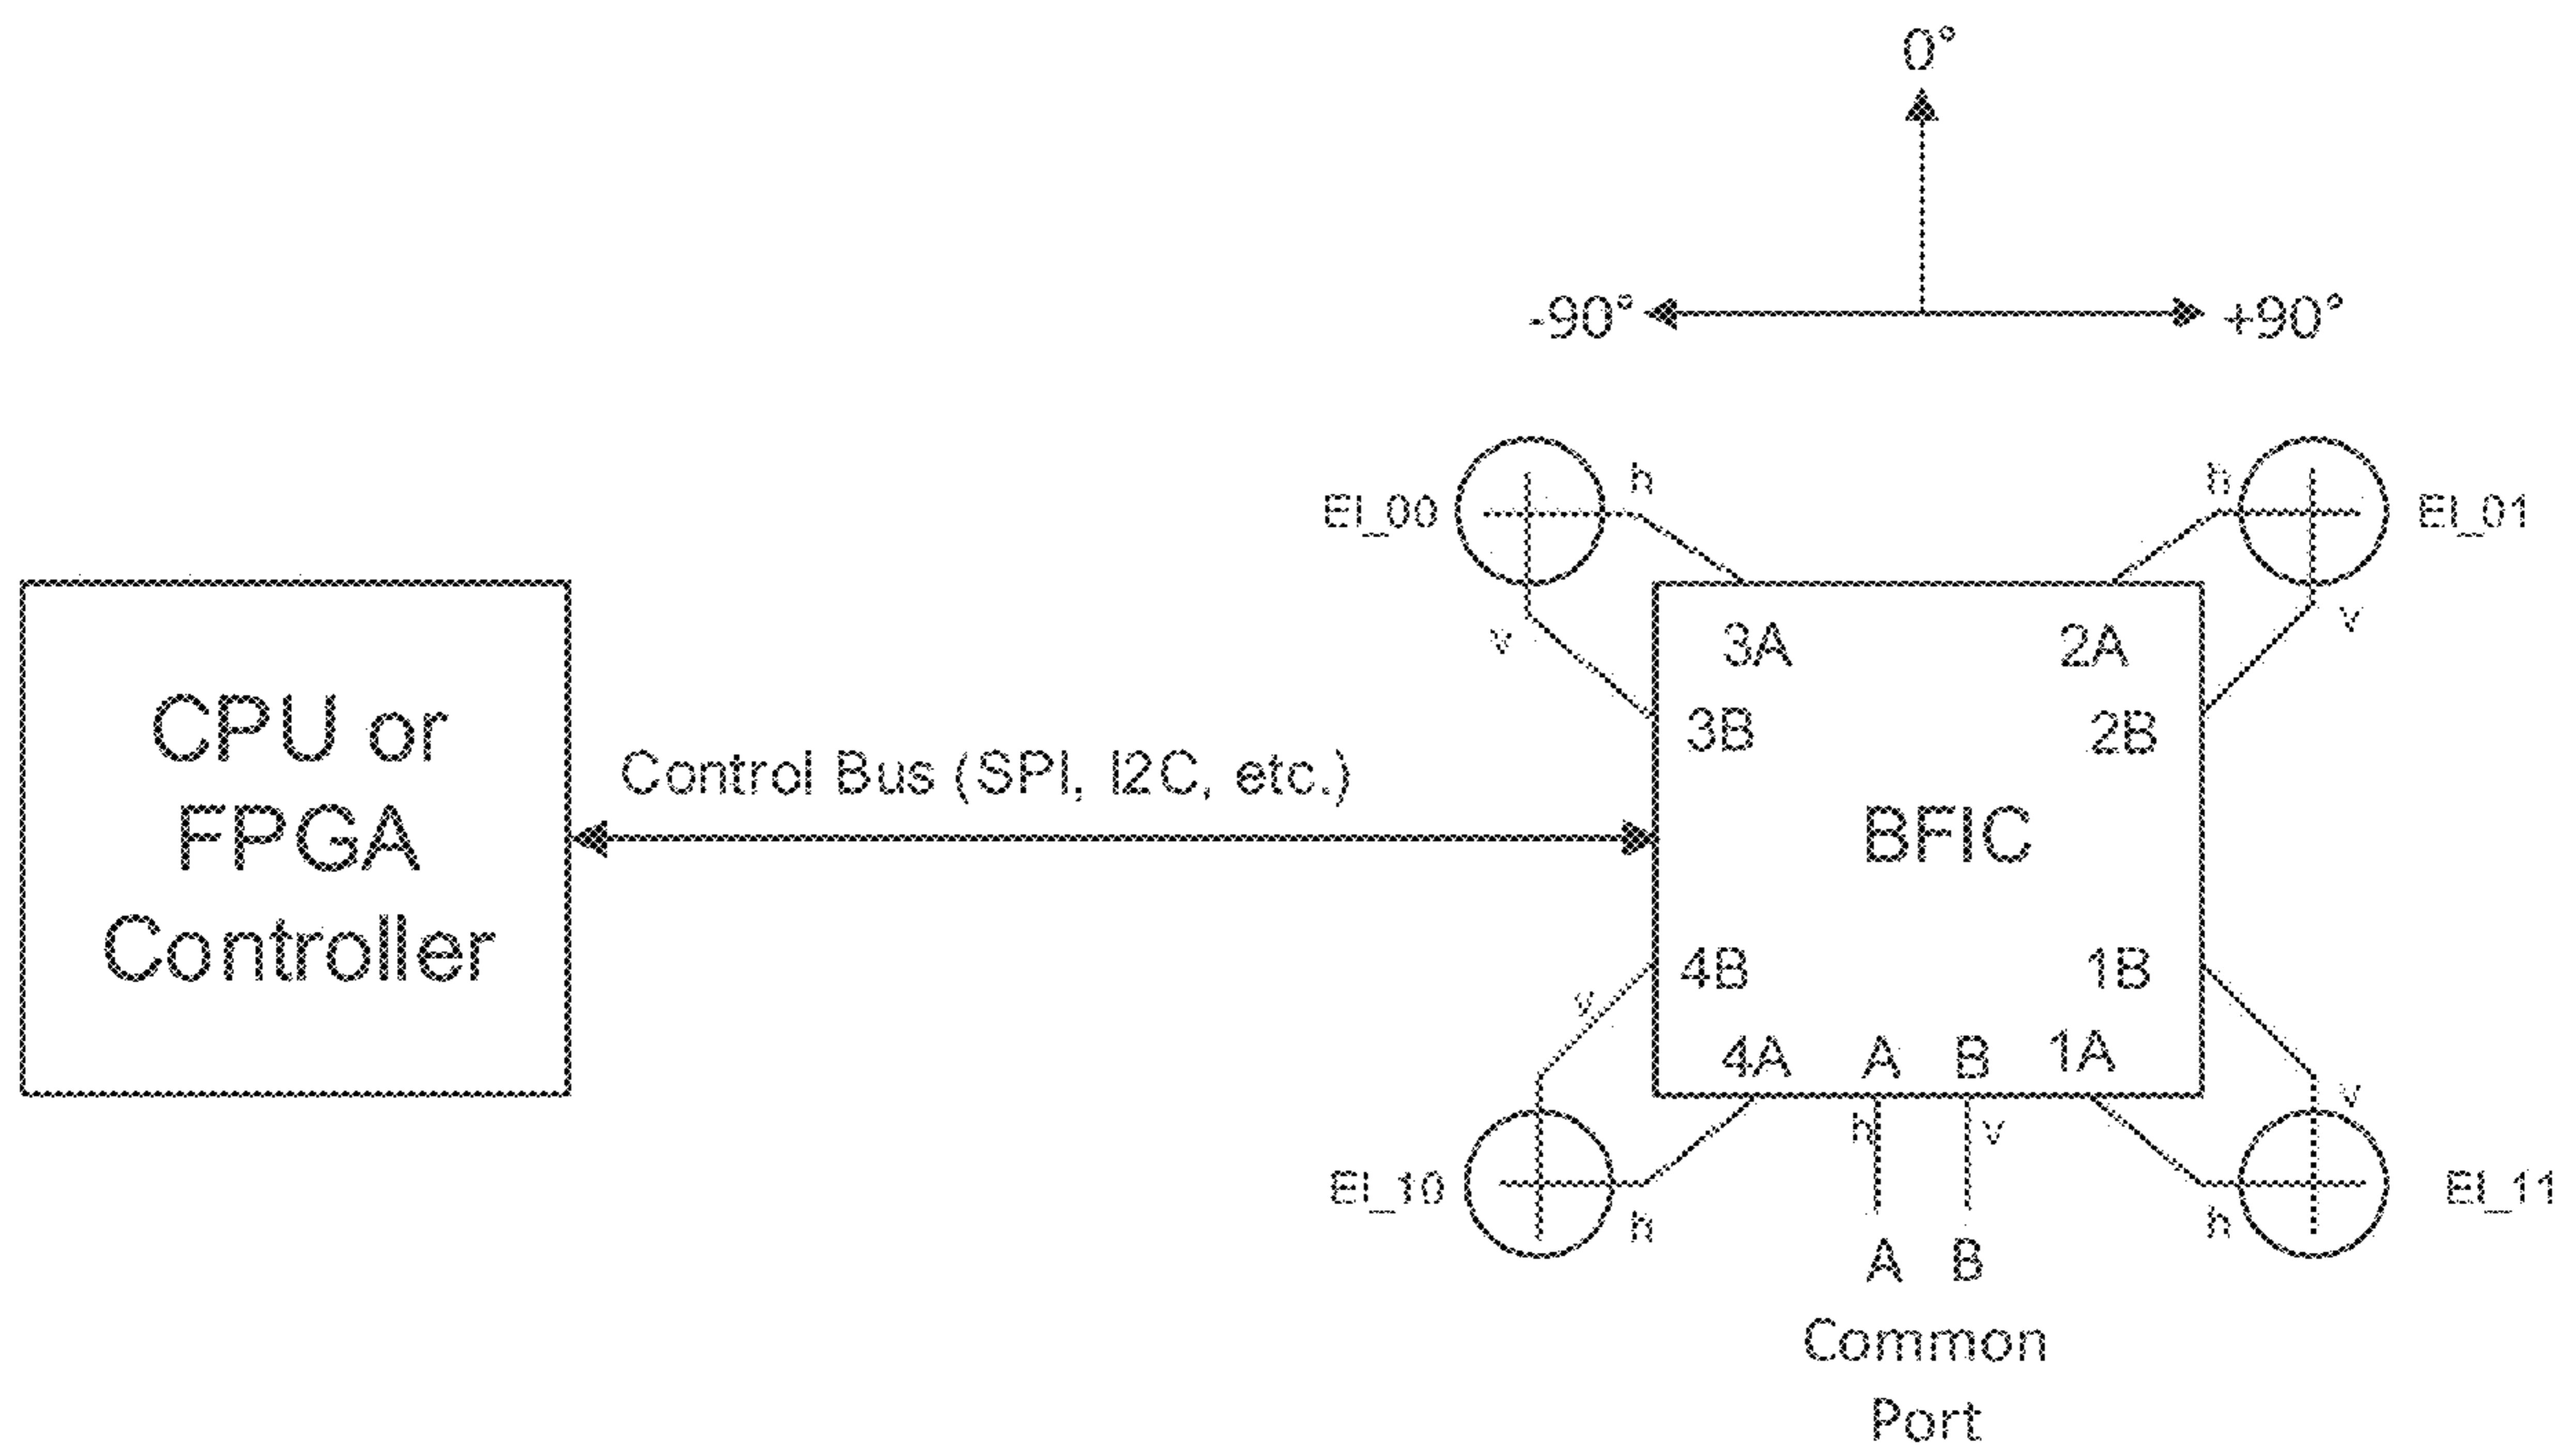 0°
-90°
+90°
h
h
El_00
El_01
v
v
3A
2A
3B
2B
CPU or
FPGA
Controller
Control Bus (SPI, I2C, etc.)
BFIC
4B
1B
v
4A
A
B
1A
v
h
v
El_10
El_11
h
h
A
B
Common
Port